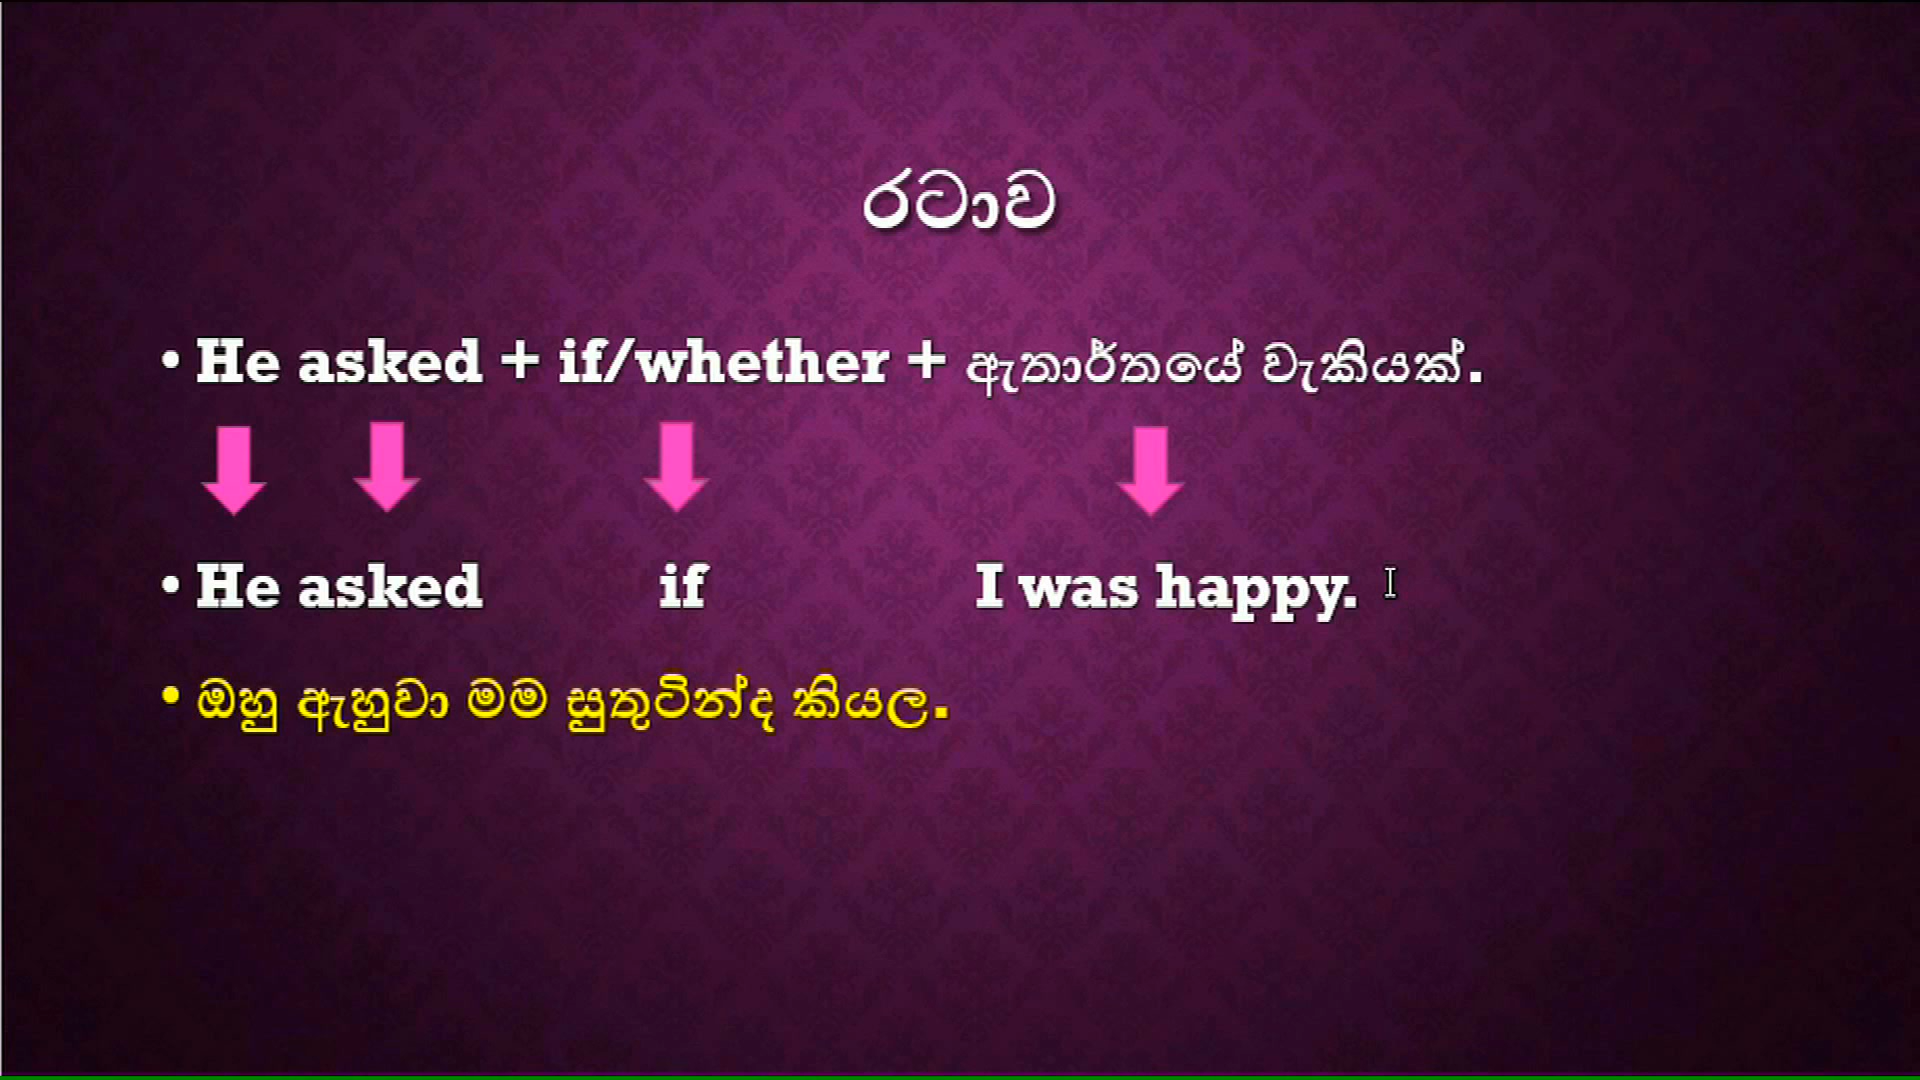 රටාව
• He asked + if/whether + ඇතාර්තයේ වැකියක්.
• He asked if I was happy.
• ඔහු ඇහුවා මම සුතුටින්ද කියල.